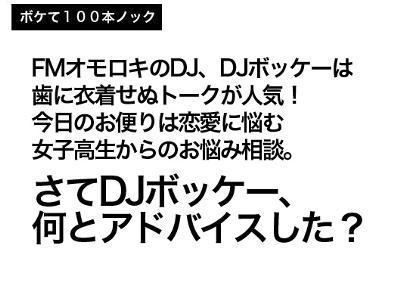 ボケて１００本ノック
FMオモロキのDJ、DJボッケーは
歯に衣着せぬトークが人気！
今日のお便りは恋愛に悩む
女子高生からのお悩み相談。
さてDJボッケー、
何とアドバイスした？